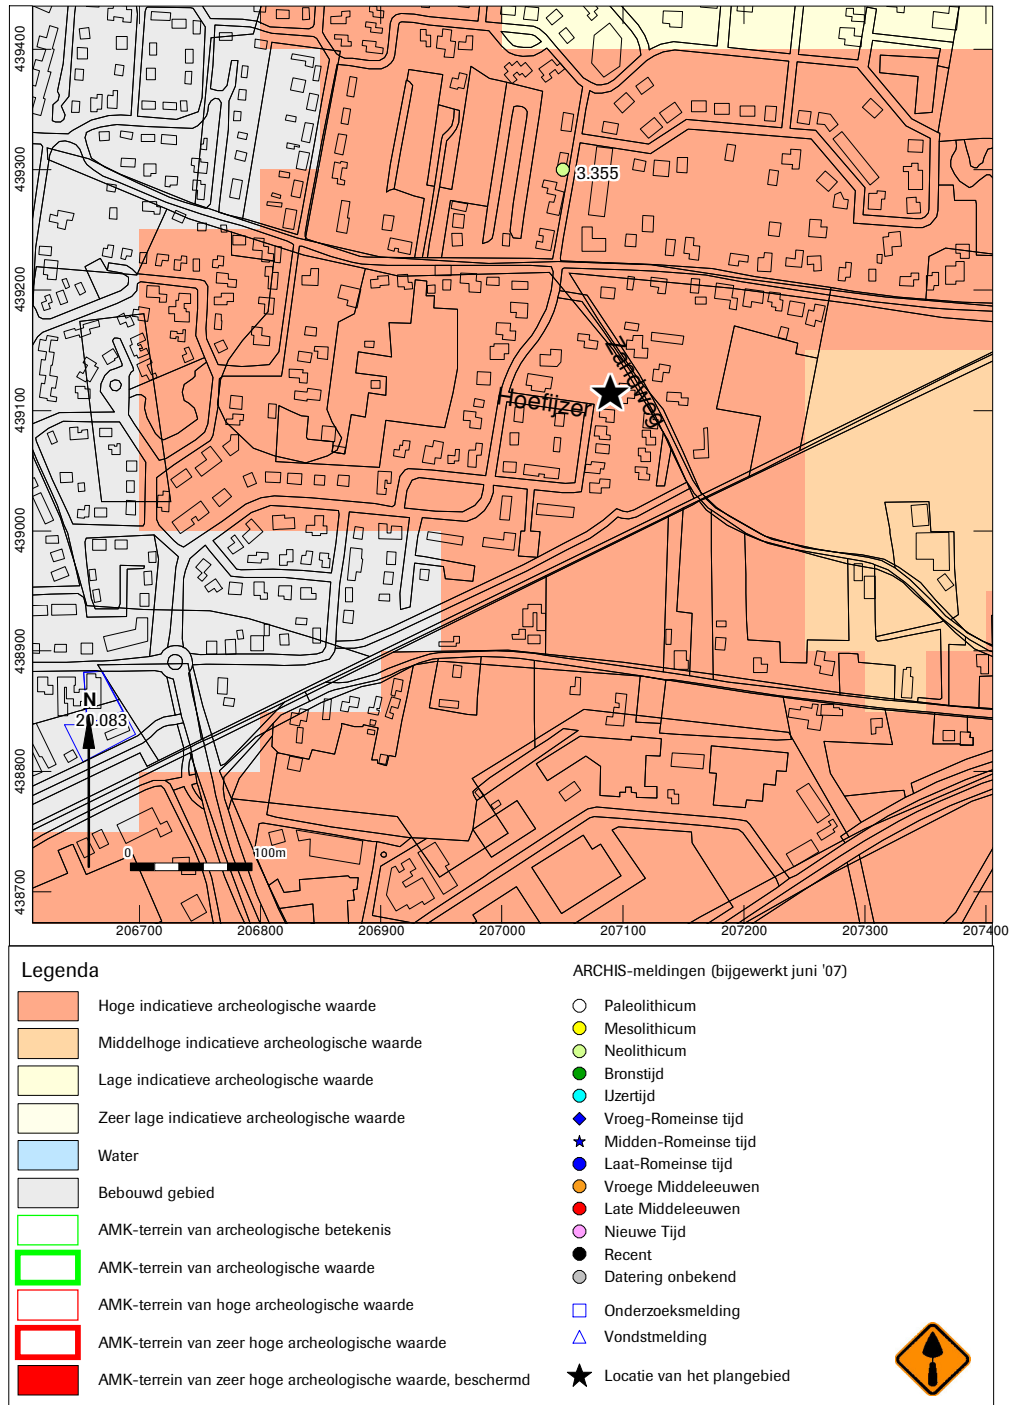 439400
439300
3.355
439200
Zandweg
Hoefijzer
439100
439000
438900
N
20.083
438800
0 100m
438700
206700 206800 206900 207000 207100 207200 207300 207400
Legenda
Hoge indicatieve archeologische waarde
Middelhoge indicatieve archeologische waarde
Lage indicatieve archeologische waarde
Zeer lage indicatieve archeologische waarde
Water
Bebouwd gebied
AMK-terrein van archeologische betekenis
AMK-terrein van archeologische waarde
AMK-terrein van hoge archeologische waarde
AMK-terrein van zeer hoge archeologische waarde
AMK-terrein van zeer hoge archeologische waarde, beschermd
ARCHIS-meldingen (bijgewerkt juni '07)
Paleolithicum
Mesolithicum
Neolithicum
Bronstijd
IJzertijd
Vroeg-Romeinse tijd
Midden-Romeinse tijd
Laat-Romeinse tijd
Vroege Middeleeuwen
Late Middeleeuwen
Nieuwe Tijd
Recent
Datering onbekend
Onderzoeksmelding
Vondstmelding
Locatie van het plangebied